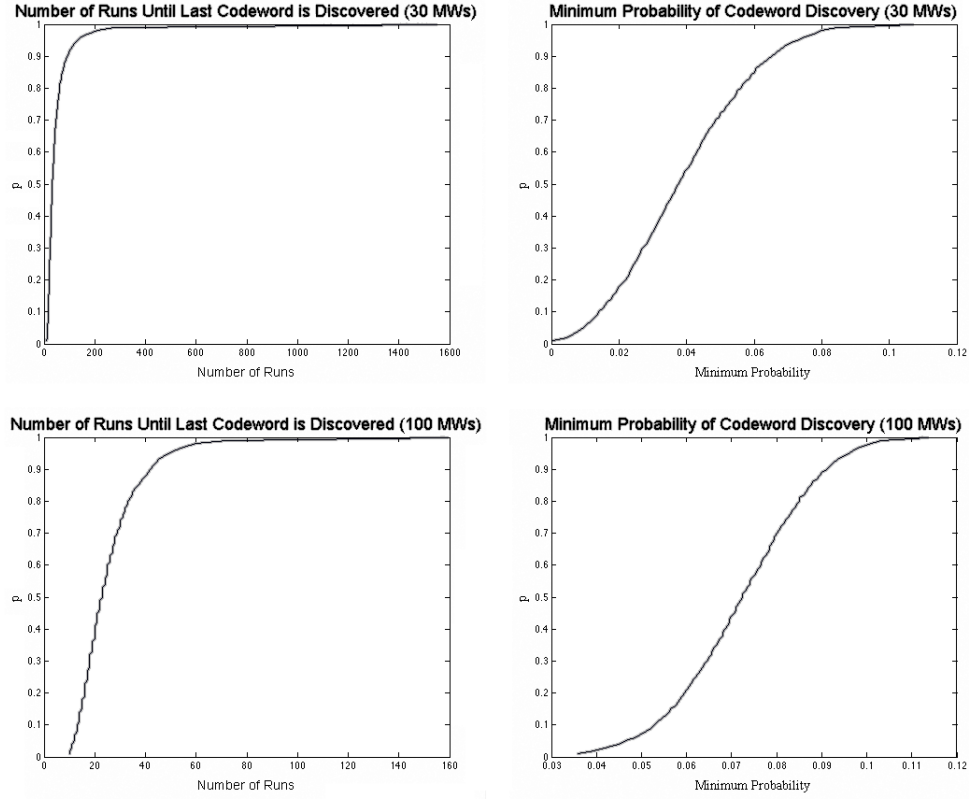 Number of Runs Until Last Codeword is Discovered (30 MWs)
1
0.9
0.8
0.7
0.6
0.5
0.4
0.3
0.2
0.1
0
p
0 200 400 600 800 1000 1200 1400 1600
Number of Runs
Minimum Probability of Codeword Discovery (30 MWs)
1
0.9
0.8
0.7
0.6
0.5
0.4
0.3
0.2
0.1
0
p
0 0.02 0.04 0.06 0.08 0.1 0.12
Minimum Probability
Number of Runs Until Last Codeword is Discovered (100 MWs)
1
0.9
0.8
0.7
0.6
0.5
0.4
0.3
0.2
0.1
0
p
0 20 40 60 80 100 120 140 160
Number of Runs
Minimum Probability of Codeword Discovery (100 MWs)
1
0.9
0.8
0.7
0.6
0.5
0.4
0.3
0.2
0.1
0
p
0.03 0.04 0.05 0.06 0.07 0.08 0.09 0.1 0.11 0.12
Minimum Probability